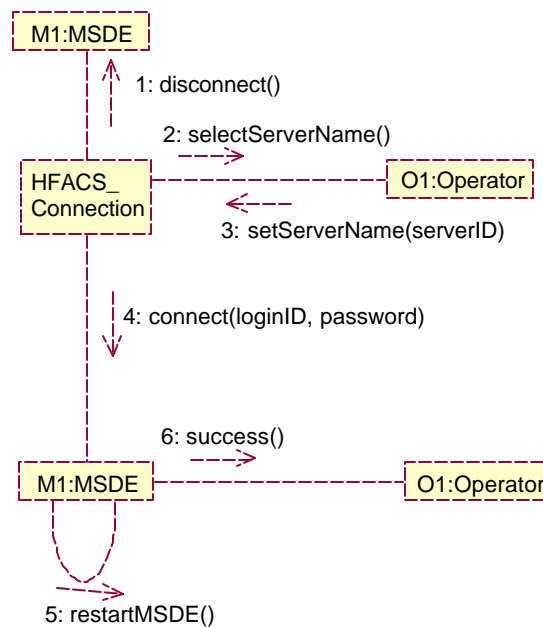 M1:MSDE
1: disconnect()
2: selectServerName()
HFACS_
Connection
O1:Operator
3: setServerName(serverID)
4: connect(loginID, password)
6: success()
M1:MSDE
O1:Operator
5: restartMSDE()